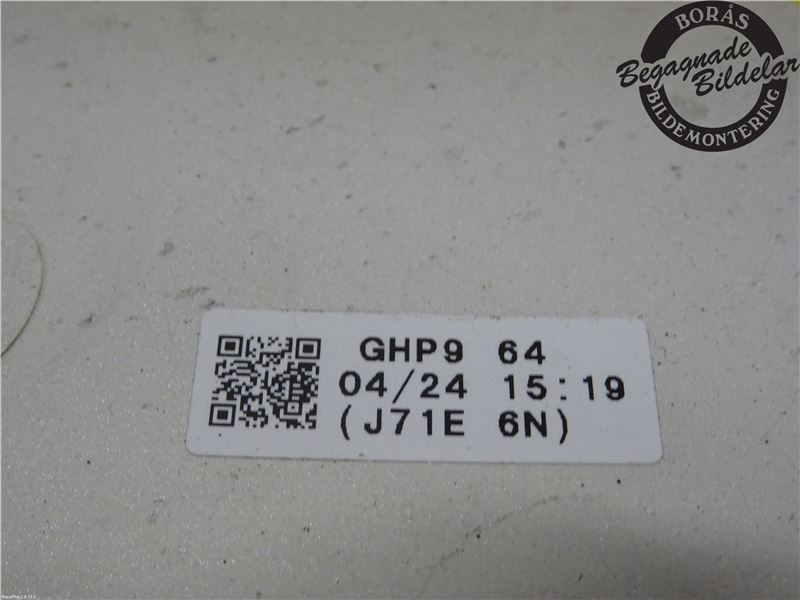 BORÅS
Begagnade
Bildelar
BILDEMONTERING
GHP9 64
04/24 15:19
(J71E 6N)